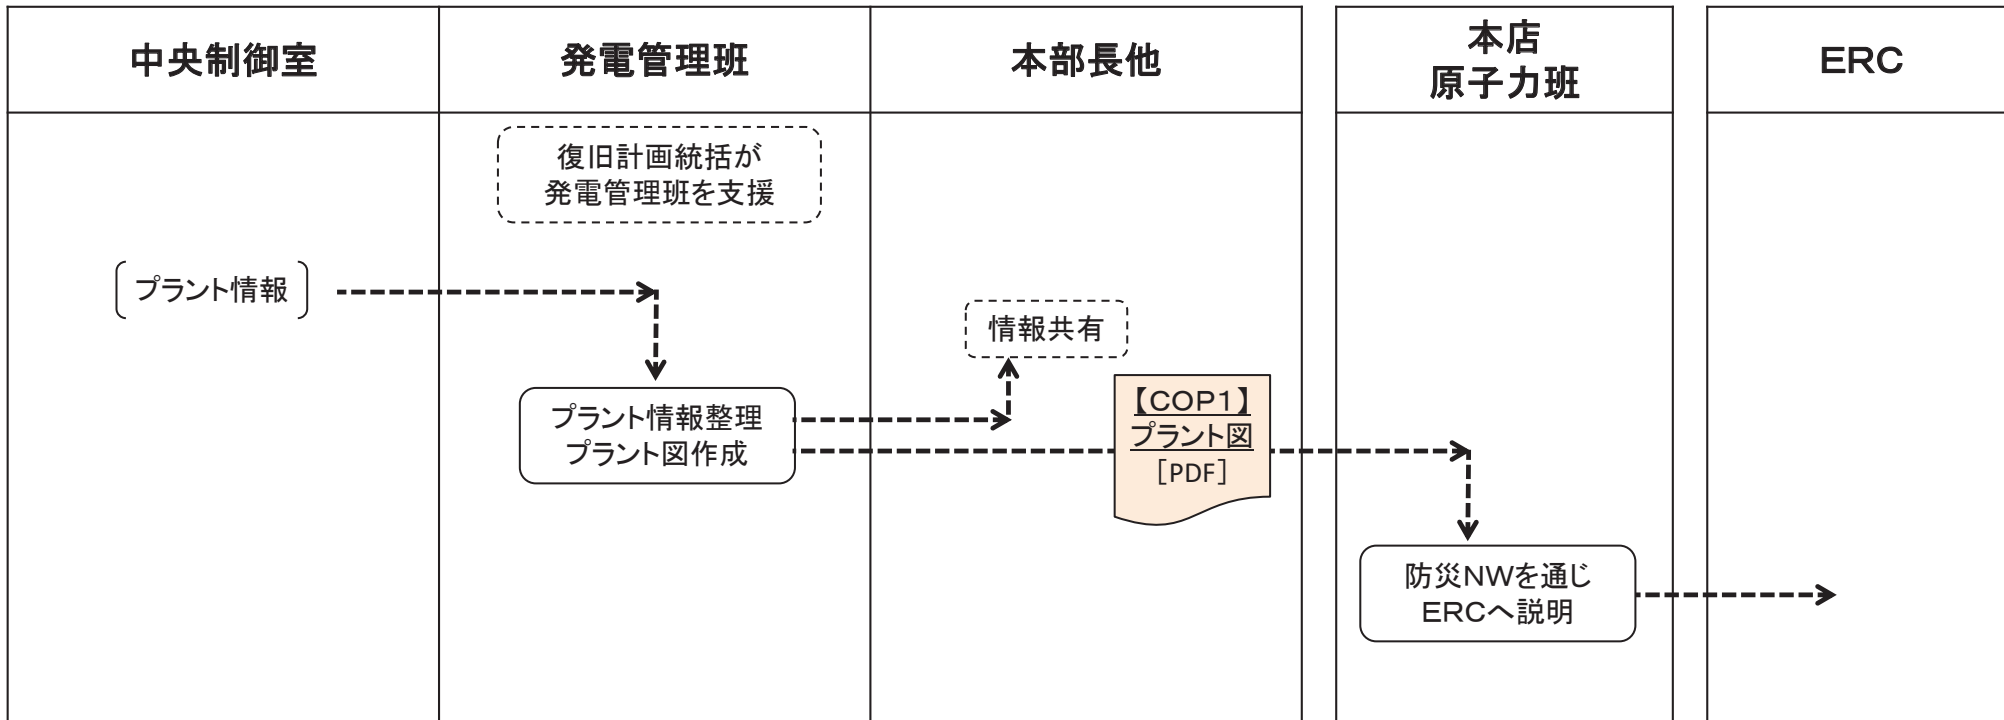 中央制御室
発電管理班
本部長他
本店
原子力班
ERC
復旧計画統括が
発電管理班を支援
プラント情報
情報共有
プラント情報整理
プラント図作成
【COP1】
プラント図
[PDF]
防災NWを通じ
ERCへ説明